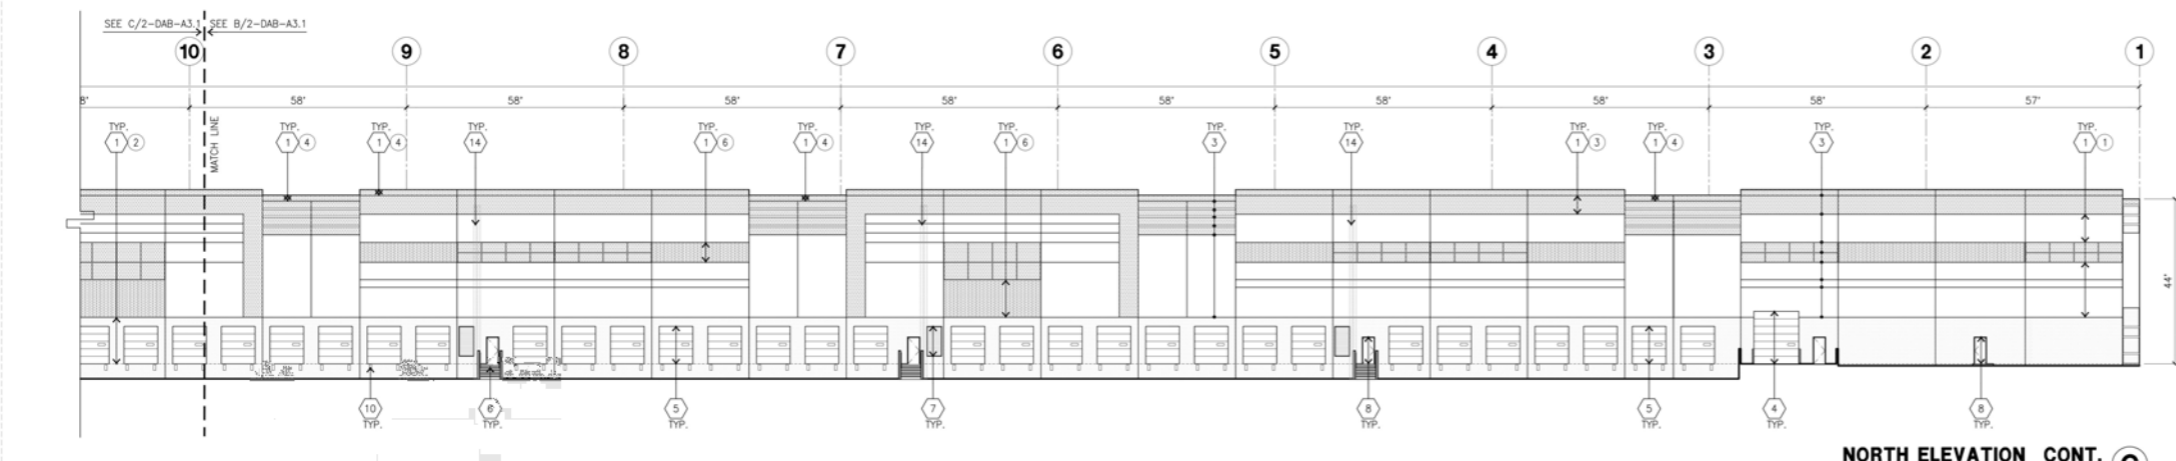 SEE C/2-DAB-A3.1 SEE B/2-DAB-A3.1
10 9 8 7 6 5 4 3 2 1
8' 58' 58' 58' 58' 58' 58' 58' 58' 57'
MATCH LINE
TYP. TYP. TYP. TYP. TYP. TYP. TYP. TYP. TYP. TYP. TYP. TYP. TYP. TYP.
1 2 1 4 1 4 14 1 6 1 4 14 1 6 3 14 1 3 1 4 3 1 1
44'
10 6 5 7 8 5 4 8
TYP. TYP. TYP. TYP. TYP. TYP. TYP. TYP.
NORTH ELEVATION CONT.